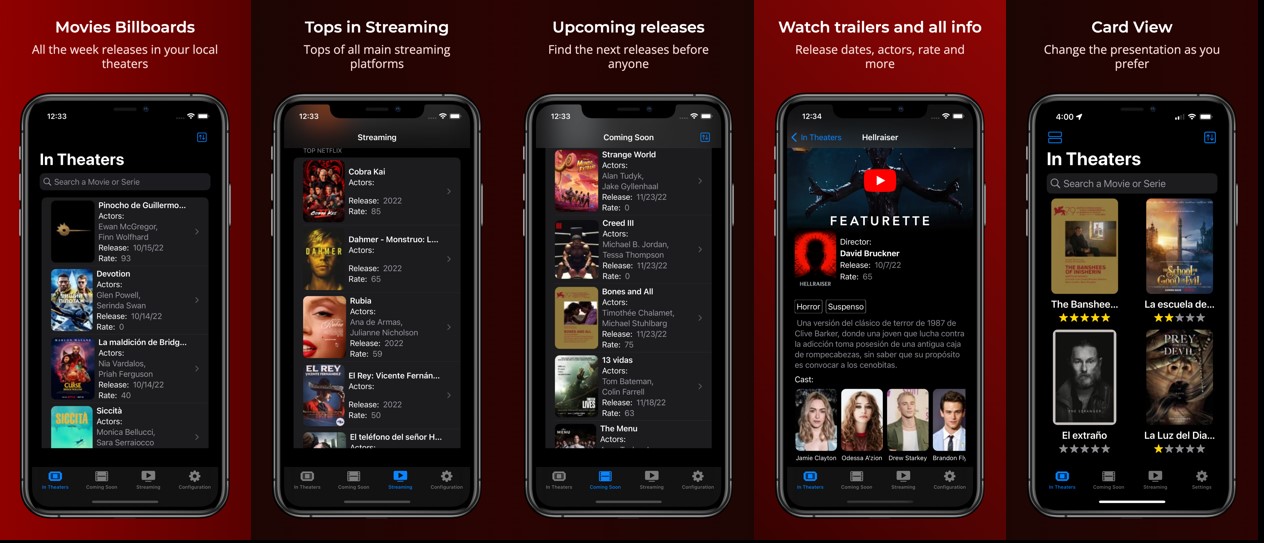 Movies Billboards
All the week releases in your local
theaters
12:33
In Theaters
Search a Movie or Serie
Pinocho de Guillermo...
Actors:
Ewan McGregor,
Finn Wolfhard
Release: 10/15/22
Rate: 93
Devotion
Actors:
Glen Powell,
Serinda Swan
Release: 10/14/22
Rate: 0
La maldición de Bridg...
Actors:
Nia Vardalos,
Priah Ferguson
Release: 10/14/22
Rate: 40
SICCITÀ
Siccità
Actors:
Monica Bellucci,
Sara Serraiocco
In Theaters
Coming Soon
Streaming
Configuration
Tops in Streaming
Tops of all main streaming
platforms
12:33
Streaming
TOP NETFLIX
Cobra Kai
Actors:
Release: 2022
Rate: 85
DAHMER
Dahmer - Monstruo: L...
Actors:
Release: 2022
Rate: 65
Rubia
Actors:
Ana de Armas,
Julianne Nicholson
Release: 2022
Rate: 59
EL REY
El Rey: Vicente Fernán...
Actors:
Release: 2022
Rate: 50
El teléfono del señor H...
Actors:
In Theaters
Coming Soon
Streaming
Configuration
Upcoming releases
Find the next releases before
anyone
12:33
Coming Soon
Strange World
Actors:
Alan Tudyk,
Jake Gyllenhaal
Release: 11/23/22
Rate: 0
Creed III
Actors:
Michael B. Jordan,
Tessa Thompson
Release: 11/23/22
Rate: 0
Bones and All
Actors:
Timothée Chalamet,
Michael Stuhlbarg
Release: 11/23/22
Rate: 75
13 vidas
Actors:
Tom Bateman,
Colin Farrell
Release: 11/18/22
Rate: 63
The Menu
Actors:
In Theaters
Coming Soon
Streaming
Configuration
Watch trailers and all info
Release dates, actors, rate and
more
12:34
In Theaters
Hellraiser
FEATURETTE
HELLRAISER
Director:
David Bruckner
Release: 10/7/22
Rate: 65
Horror
Suspenso
Una versión del clásico de terror de 1987 de
Clive Barker, donde una joven que lucha contra
la adicción toma posesión de una antigua caja
de rompecabezas, sin saber que su propósito
es convocar a los cenobitas.
Cast:
Jamie Clayton
Odessa A'zion
Drew Starkey
Brandon Fly
In Theaters
Coming Soon
Streaming
Configuration
Card View
Change the presentation as you
prefer
4:00
In Theaters
Search a Movie or Serie
THE BANSHEES
OF INISHERIN
The School
Good Evil
The Banshee...
La escuela de...
PREY
DEVIL
El extraño
La Luz del Dia...
In Theaters
Coming Soon
Streaming
Settings